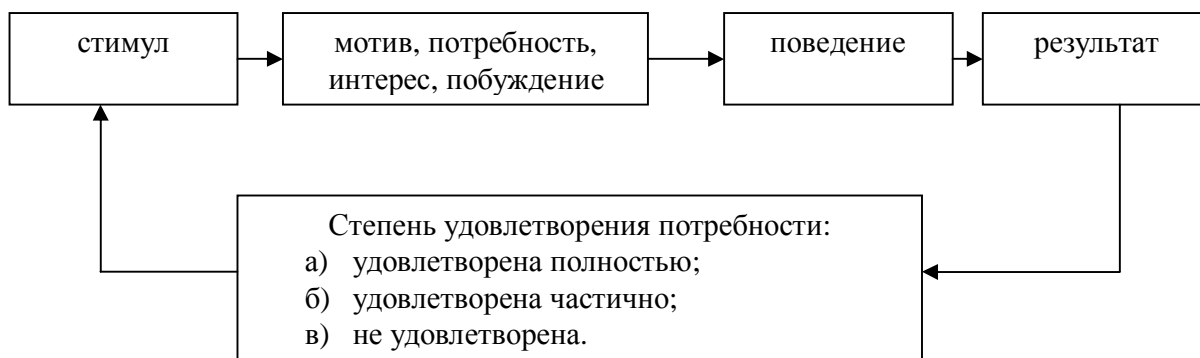 стимул
мотив, потребность,
интерес, побуждение
поведение
результат
Степень удовлетворения потребности:
а) удовлетворена полностью;
б) удовлетворена частично;
в) не удовлетворена.